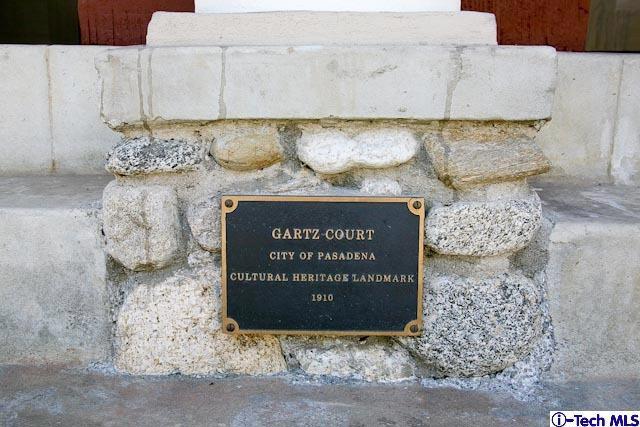 GARTZ COURT
CITY OF PASADENA
CULTURAL HERITAGE LANDMARK
1910
i-Tech MLS